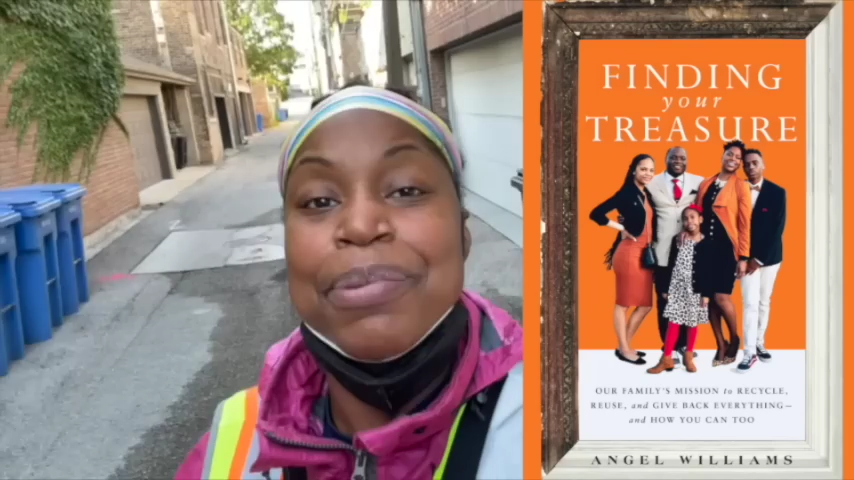 FINDING
your
TREASURE
OUR FAMILY'S MISSION to RECYCLE,
REUSE, and GIVE BACK EVERYTHING—
and HOW YOU CAN TOO
ANGEL WILLIAMS